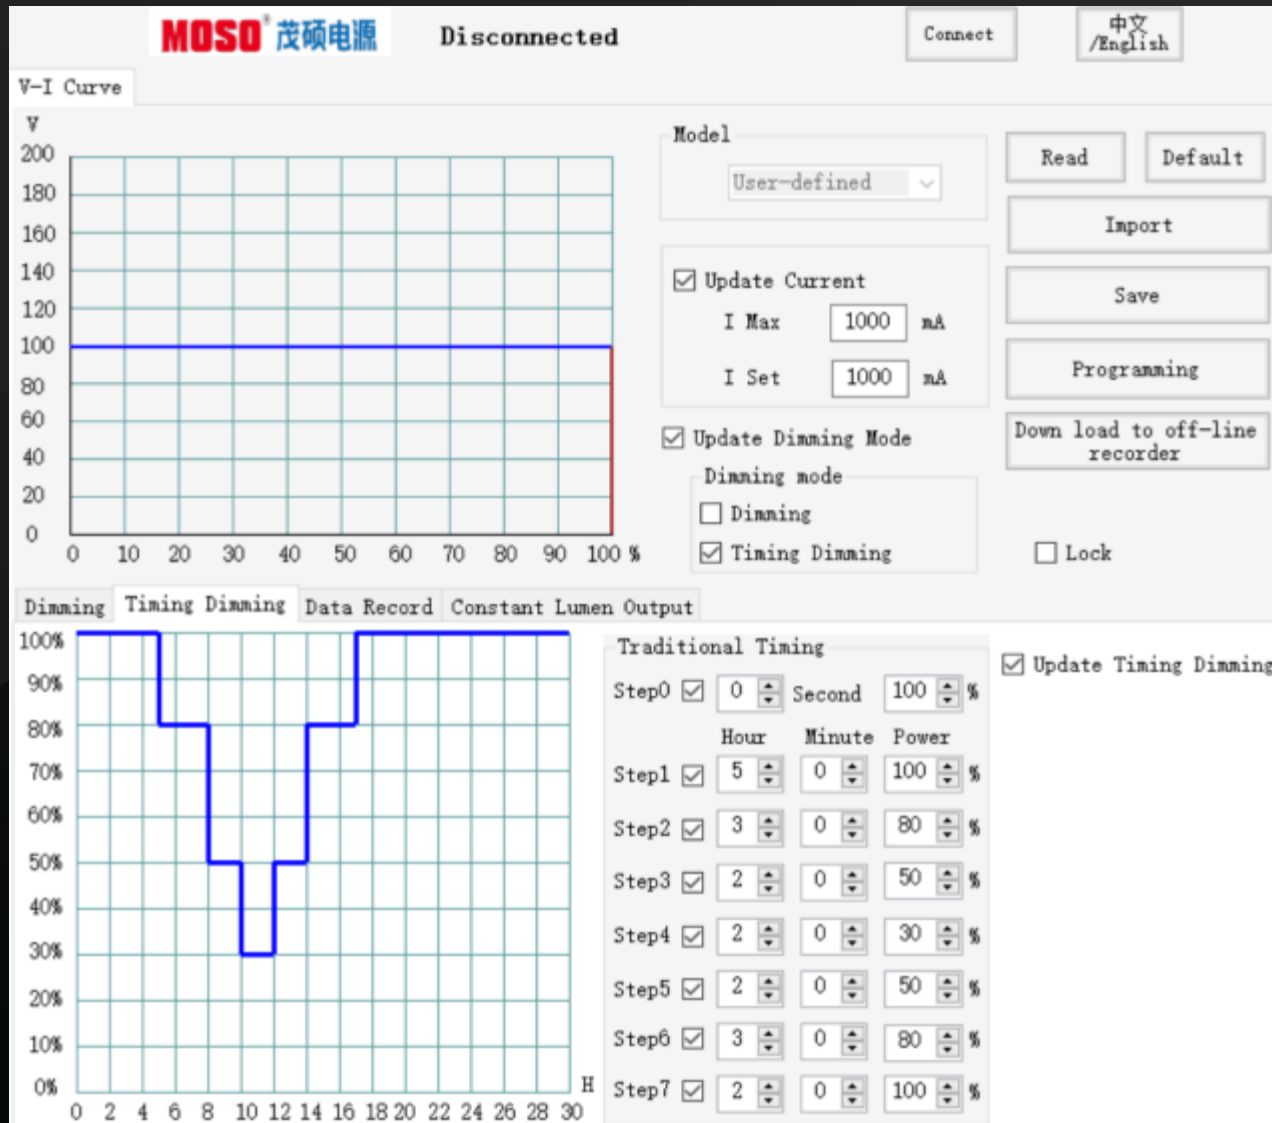 MOSO® 茂硕电源 Disconnected Connect 中文
/English
V-I Curve
V
200
180
160
140
120
100
80
60
40
20
0
0 10 20 30 40 50 60 70 80 90 100 %
Model
User-defined
Update Current
I Max 1000 mA
I Set 1000 mA
Update Dimming Mode
Dimming mode
Dimming
Timing Dimming
Read Default
Import
Save
Programming
Down load to off-line
recorder
Lock
Dimming Timing Dimming Data Record Constant Lumen Output
100%
90%
80%
70%
60%
50%
40%
30%
20%
10%
0%
H
0 2 4 6 8 10 12 14 16 18 20 22 24 26 28 30
Traditional Timing
Step0 0 Second 100 %
Hour Minute Power
Step1 5 0 100 %
Step2 3 0 80 %
Step3 2 0 50 %
Step4 2 0 30 %
Step5 2 0 50 %
Step6 3 0 80 %
Step7 2 0 100 %
Update Timing Dimming